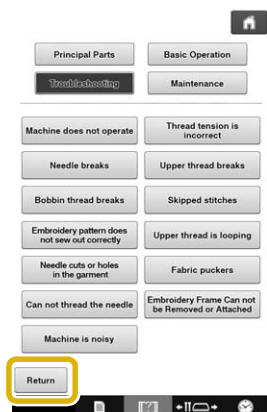 Principal Parts
Basic Operation
Troubleshooting
Maintenance
Machine does not operate
Thread tension is
incorrect
Needle breaks
Upper thread breaks
Bobbin thread breaks
Skipped stitches
Embroidery pattern does
not sew out correctly
Upper thread is looping
Needle cuts or holes
in the garment
Fabric puckers
Can not thread the needle
Embroidery Frame Can not
be Removed or Attached
Machine is noisy
Return